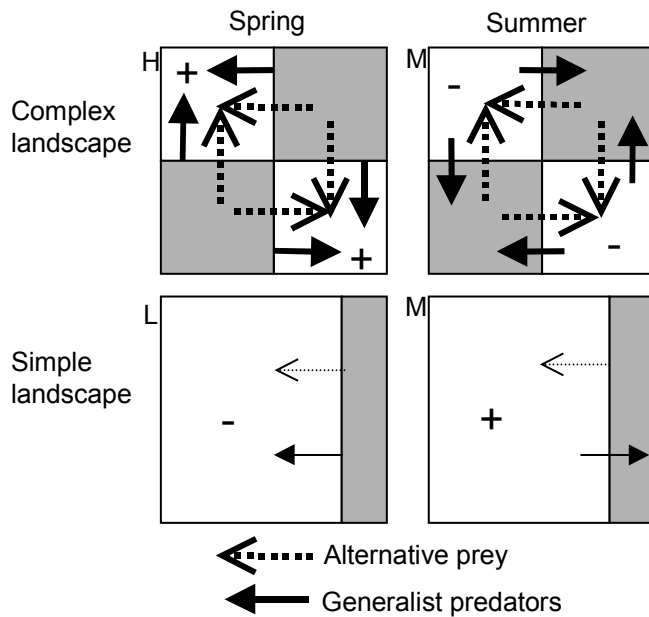 Spring
Summer
H
M
+
-
Complex
landscape
+
-
L
M
Simple
landscape
-
+
Alternative prey
Generalist predators